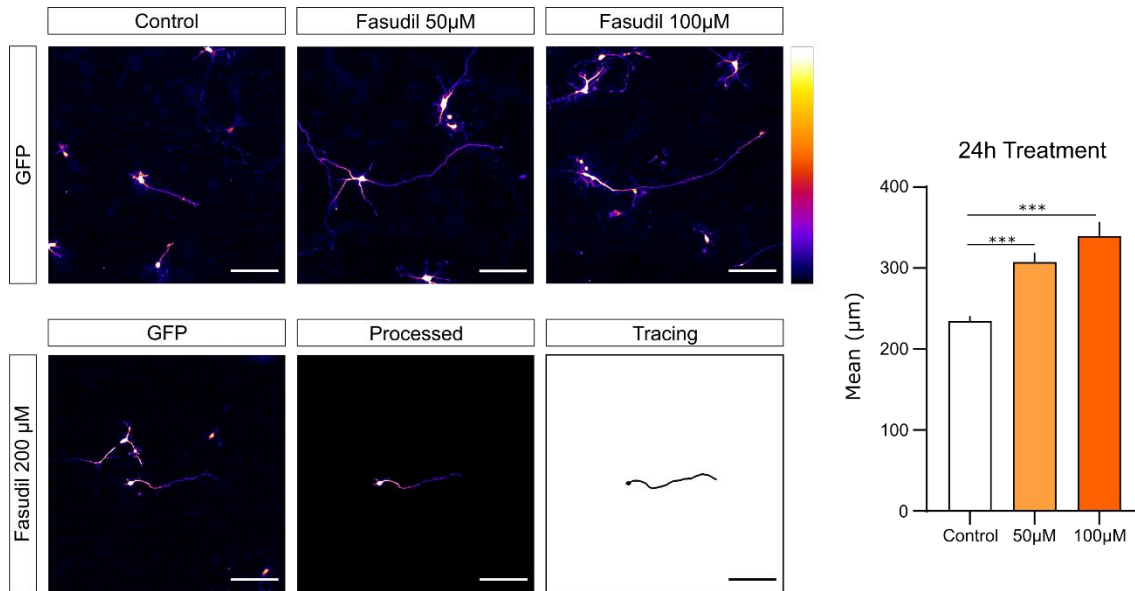 Control
Fasudil 50µM
Fasudil 100µM
GFP
GFP
Processed
Tracing
Fasudil 200 µM
24h Treatment
***
***
Mean (µm)
400
300
200
100
0
Control
50µM
100µM